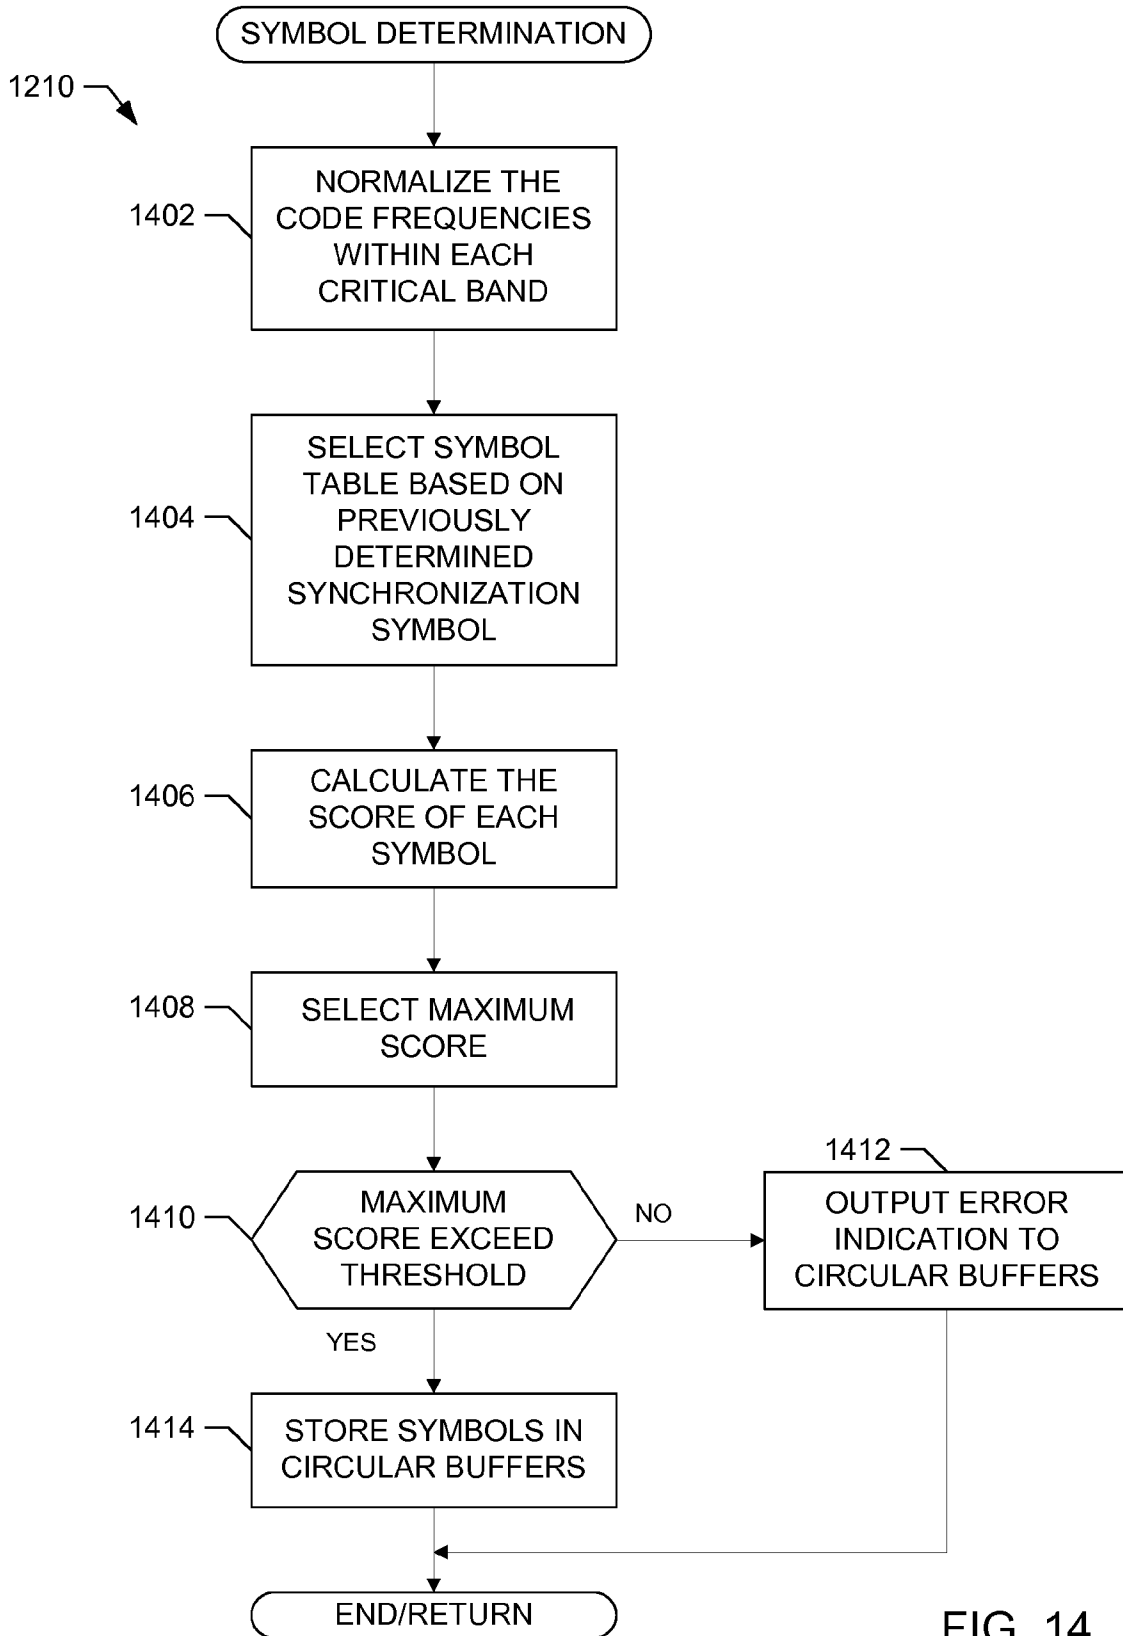 SYMBOL DETERMINATION
1210
NORMALIZE THE
CODE FREQUENCIES
WITHIN EACH
CRITICAL BAND
1402
SELECT SYMBOL
TABLE BASED ON
PREVIOUSLY
DETERMINED
SYNCHRONIZATION
SYMBOL
1404
CALCULATE THE
SCORE OF EACH
SYMBOL
1406
SELECT MAXIMUM
SCORE
1408
MAXIMUM
SCORE EXCEED
THRESHOLD
1410
NO
1412
OUTPUT ERROR
INDICATION TO
CIRCULAR BUFFERS
YES
STORE SYMBOLS IN
CIRCULAR BUFFERS
1414
END/RETURN
FIG. 14